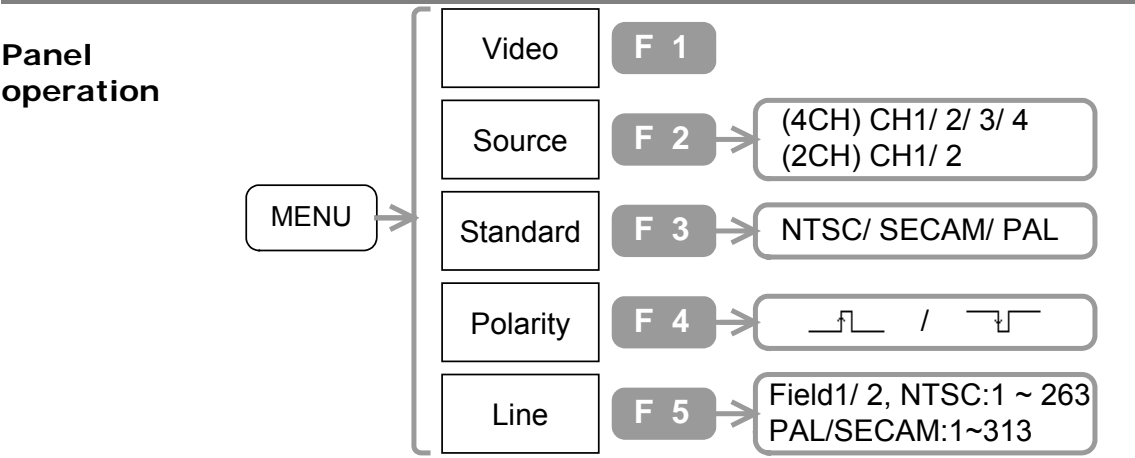 Panel
operation
MENU
Video F 1
Source F 2 (4CH) CH1/ 2/ 3/ 4
(2CH) CH1/ 2
Standard F 3 NTSC/ SECAM/ PAL
Polarity F 4 /
Line F 5 Field1/ 2, NTSC:1 ~ 263
PAL/SECAM:1~313